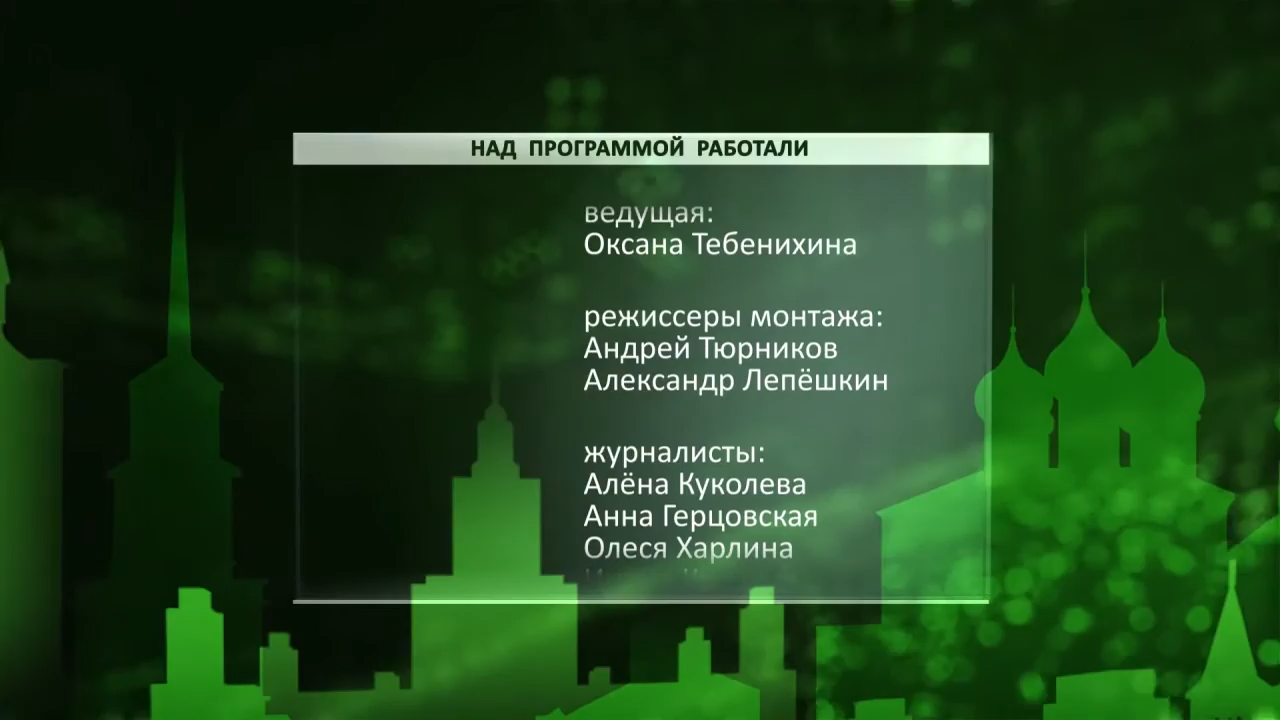 НАД ПРОГРАММОЙ РАБОТАЛИ
ведущая:
Оксана Тебенихина
режиссеры монтажа:
Андрей Тюрников
Александр Лепёшкин
журналисты:
Алёна Куколева
Анна Герцовская
Олеся Харлина